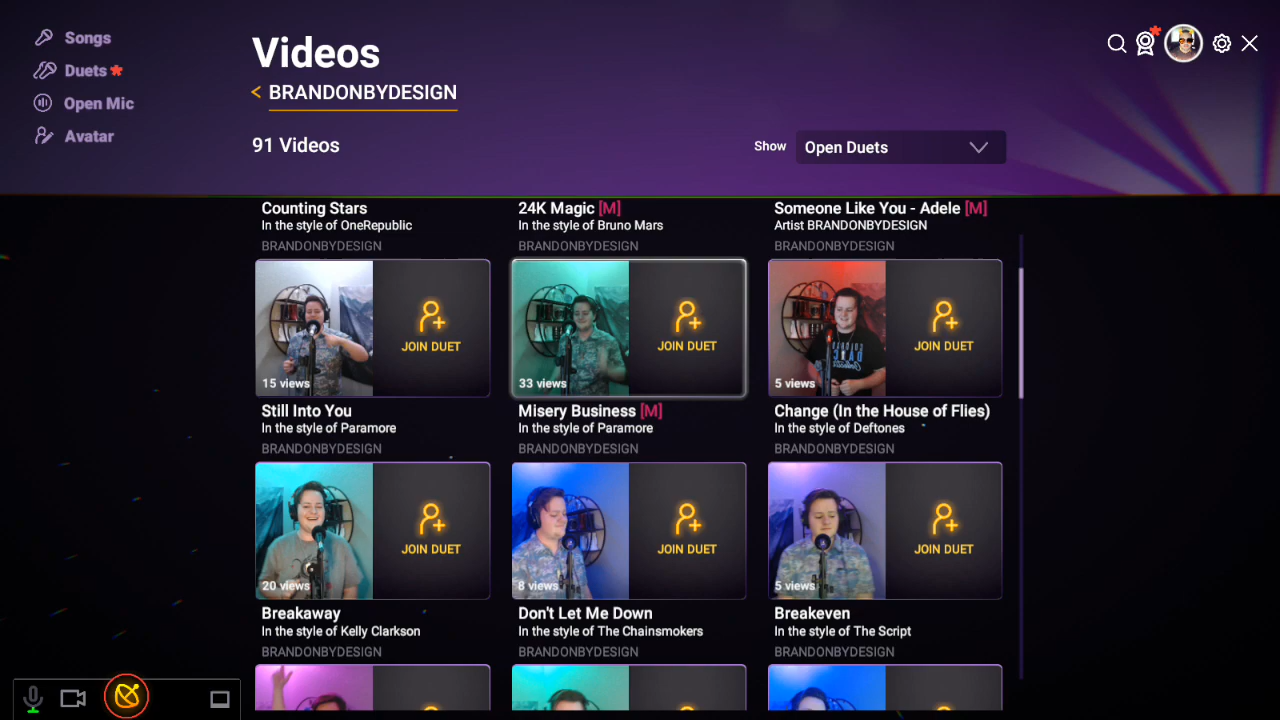 Songs
Duets *
Open Mic
Avatar
Videos
< BRANDONBYDESIGN
91 Videos
Show Open Duets
Counting Stars
In the style of OneRepublic
BRANDONBYDESIGN
24K Magic [M]
In the style of Bruno Mars
BRANDONBYDESIGN
Someone Like You - Adele [M]
Artist BRANDONBYDESIGN
BRANDONBYDESIGN
JOIN DUET
15 views
Still Into You
In the style of Paramore
BRANDONBYDESIGN
JOIN DUET
33 views
Misery Business [M]
In the style of Paramore
BRANDONBYDESIGN
JOIN DUET
5 views
Change (In the House of Flies)
In the style of Deftones
BRANDONBYDESIGN
JOIN DUET
20 views
Breakaway
In the style of Kelly Clarkson
BRANDONBYDESIGN
JOIN DUET
8 views
Don't Let Me Down
In the style of The Chainsmokers
BRANDONBYDESIGN
JOIN DUET
5 views
Breakeven
In the style of The Script
BRANDONBYDESIGN